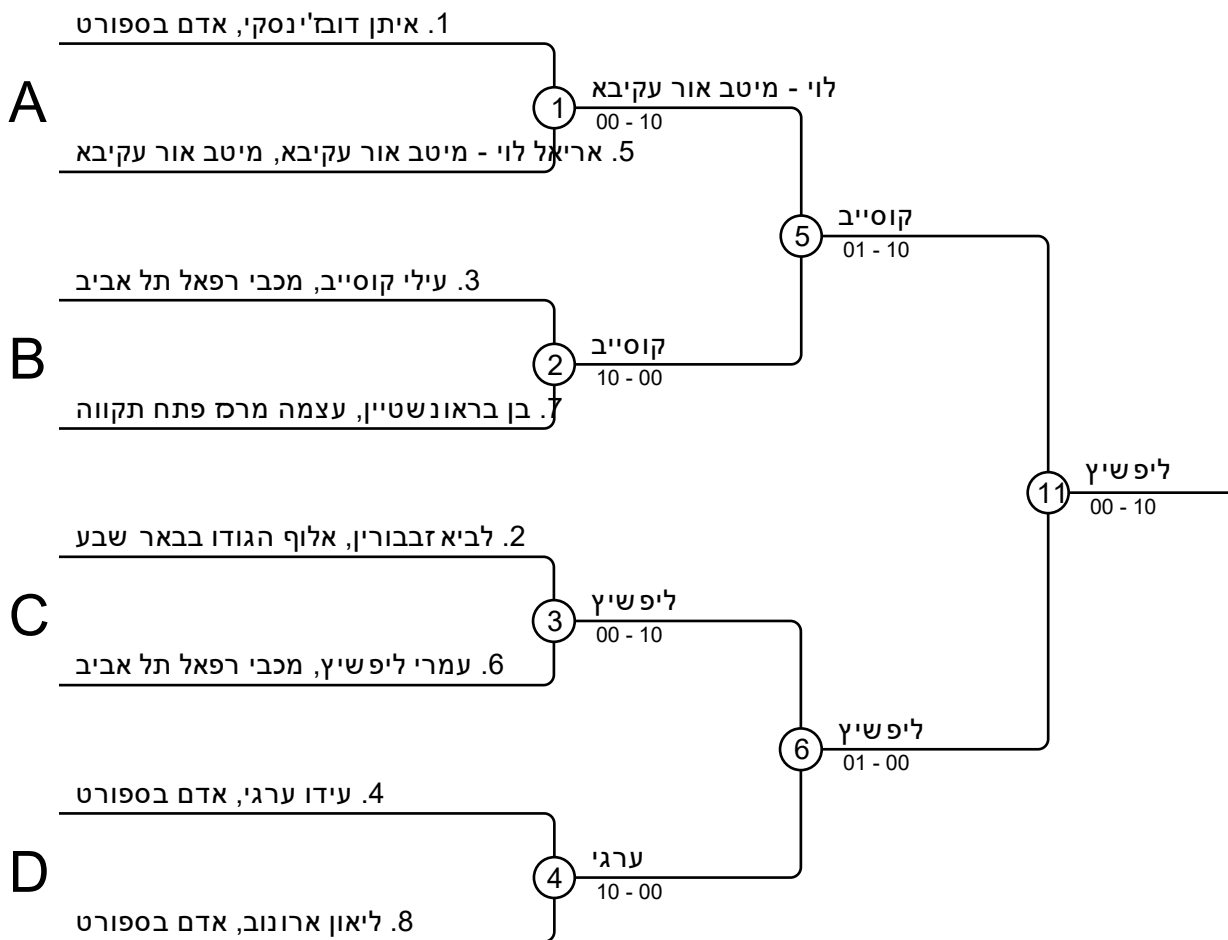 1. איתן דובז'ינסקי, אדם בספורט
A
1
לוי - מיטב אור עקיבא
00 - 10
5. אריאל לוי - מיטב אור עקיבא, מיטב אור עקיבא
5
קוסייב
01 - 10
3. עילי קוסייב, מכבי רפאל תל אביב
B
2
קוסייב
10 - 00
7. בן בראונשטיין, עצמה מרכז פתח תקווה
11
ליפשיץ
00 - 10
2. לביא זבבורין, אלוף הגודו בבאר שבע
C
3
ליפשיץ
00 - 10
6. עמרי ליפשיץ, מכבי רפאל תל אביב
6
ליפשיץ
01 - 00
4. עידו ערגי, אדם בספורט
D
4
ערגי
10 - 00
8. ליאון ארונוב, אדם בספורט